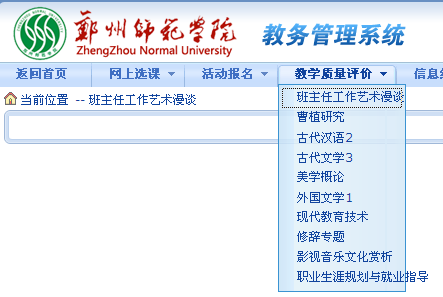 鄭州師範学院
ZhengZhou Normal University
教务管理系统
返回首页 网上选课 活动报名 教学质量评价 信息
当前位置 -- 班主任工作艺术漫谈
班主任工作艺术漫谈
曹植研究
古代汉语2
古代文学3
美学概论
外国文学1
现代教育技术
修辞专题
影视音乐文化赏析
职业生涯规划与就业指导